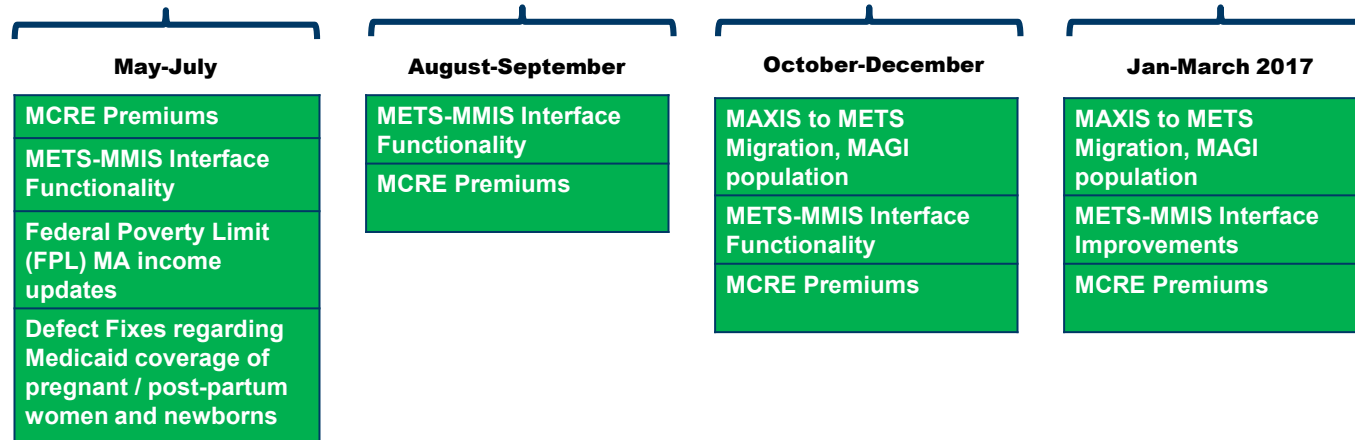 May-July
MCRE Premiums
METS-MMIS Interface
Functionality
Federal Poverty Limit
(FPL) MA income
updates
Defect Fixes regarding
Medicaid coverage of
pregnant / post-partum
women and newborns
August-September
METS-MMIS Interface
Functionality
MCRE Premiums
October-December
MAXIS to METS
Migration, MAGI
population
METS-MMIS Interface
Functionality
MCRE Premiums
Jan-March 2017
MAXIS to METS
Migration, MAGI
population
METS-MMIS Interface
Improvements
MCRE Premiums